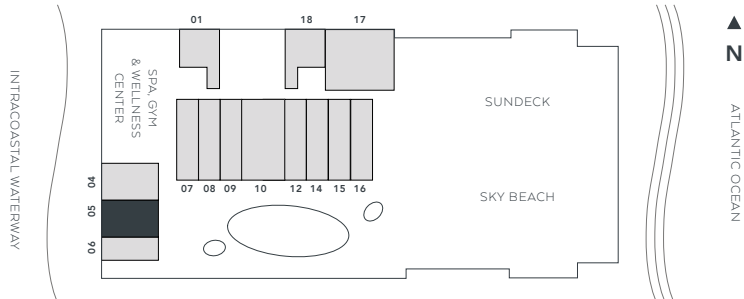 01
18
17
N
SPA, GYM
& WELLNESS
CENTER
INTRACOASTAL WATERWAY
SUNDECK
ATLANTIC OCEAN
04
07
08
09
10
12
14
15
16
SKY BEACH
05
06